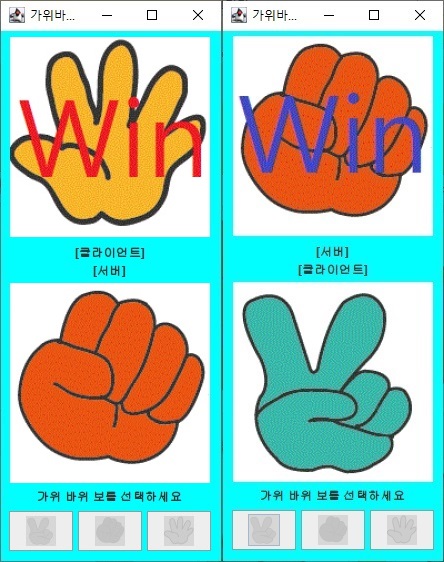 가위바...
Win
[클라이언트]
[서버]
가위 바위 보를 선택하세요
가위바...
Win
[서버]
[클라이언트]
가위 바위 보를 선택하세요